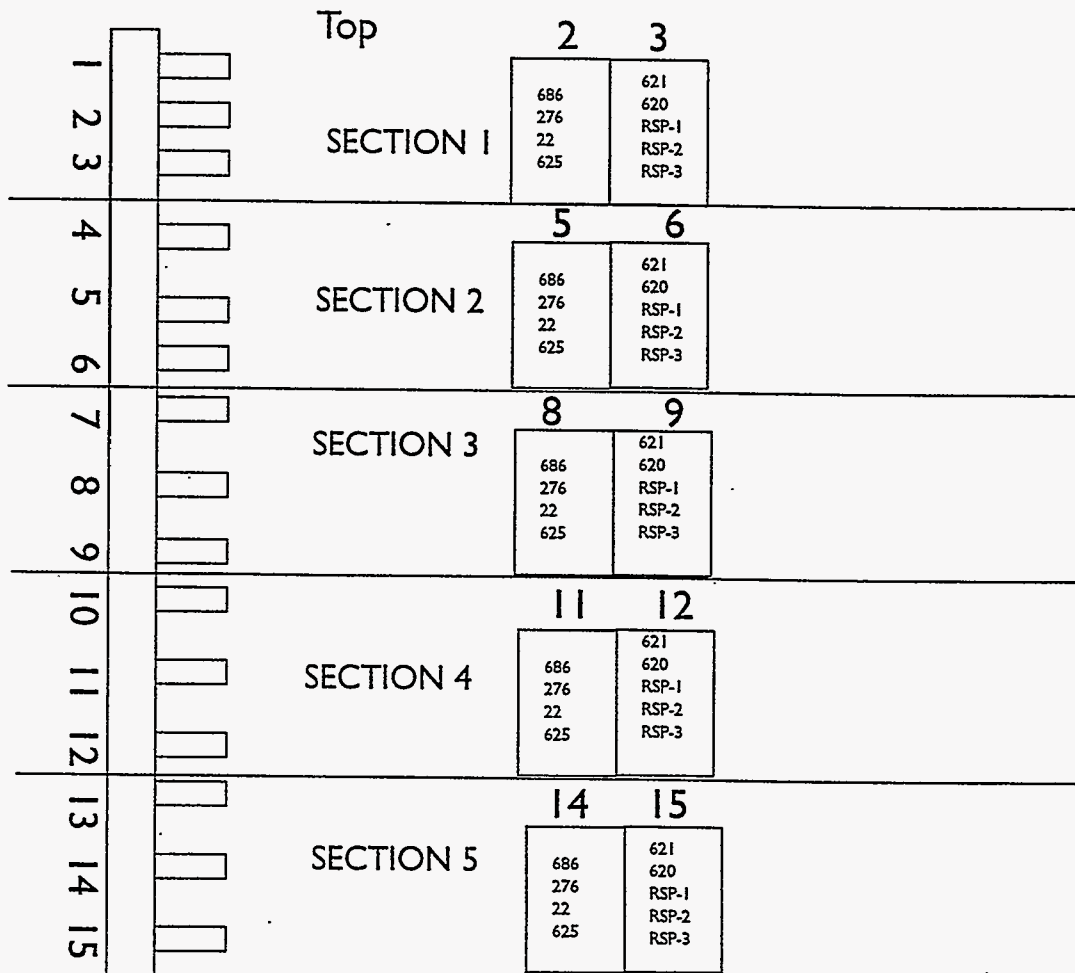 Top
1
2
3
SECTION 1
2 3
686
276
22
625
621
620
RSP-1
RSP-2
RSP-3
4
5
6
SECTION 2
5 6
686
276
22
625
621
620
RSP-1
RSP-2
RSP-3
7
8
9
SECTION 3
8 9
686
276
22
625
621
620
RSP-1
RSP-2
RSP-3
10
11
12
SECTION 4
11 12
686
276
22
625
621
620
RSP-1
RSP-2
RSP-3
13
14
15
SECTION 5
14 15
686
276
22
625
621
620
RSP-1
RSP-2
RSP-3